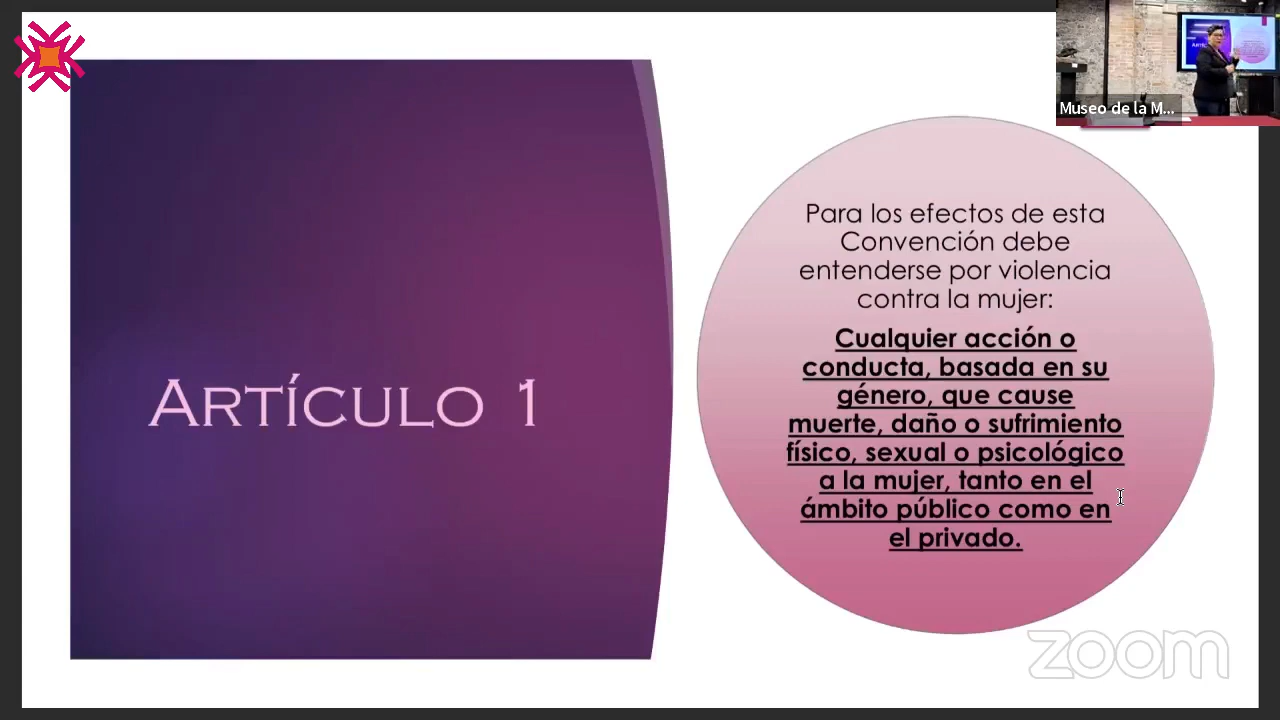 Museo de la M...
ARTÍCULO 1
Para los efectos de esta
Convención debe
entenderse por violencia
contra la mujer:
Cualquier acción o
conducta, basada en su
género, que cause
muerte, daño o sufrimiento
físico, sexual o psicológico
a la mujer, tanto en el
ámbito público como en
el privado.
zoom